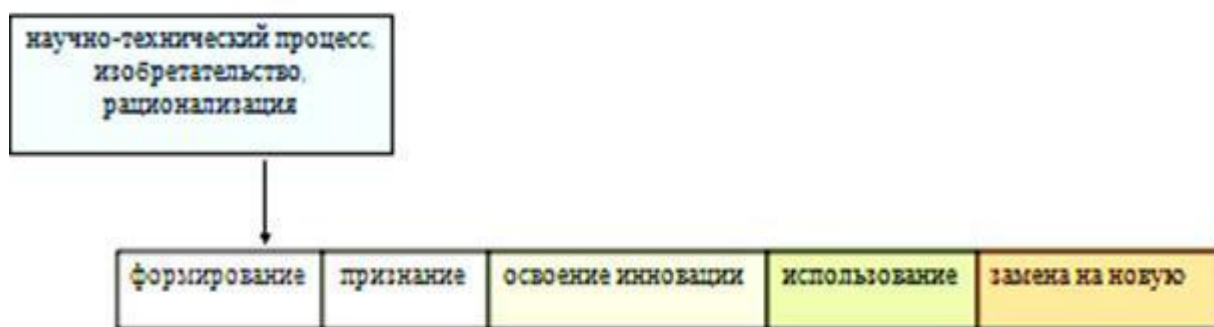 научно-технический процесс,
изобретательство,
рационализация
формирование признание освоение инновации использование замена на новую